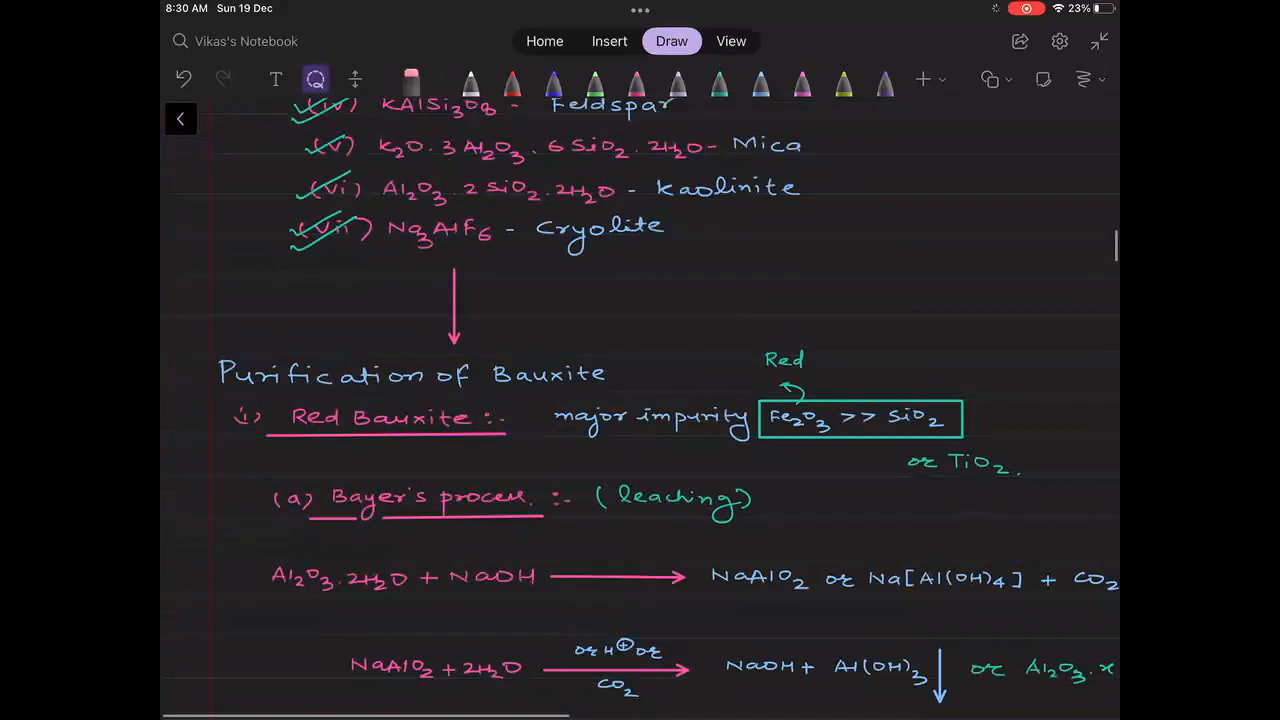 8:30 AM Sun 19 Dec
23%
Vikas's Notebook
Home Insert Draw View
(iv) KAlSi3O8 - Feldspar
(v) K2O.3Al2O3.6SiO2.2H2O - Mica
(vi) Al2O3.2SiO2.2H2O - Kaolinite
(vii) Na3AlF6 - Cryolite
Red
Purification of Bauxite
i) Red Bauxite :- major impurity Fe2O3 >> SiO2
or TiO2.
(a) Bayer's process. :- (leaching)
Al2O3.2H2O + NaOH ⟶ NaAlO2 or Na[Al(OH)4] + CO2
or H⊕ or
NaAlO2 + 2H2O ⟶ NaOH + Al(OH)3 ↓ or Al2O3.x
CO2